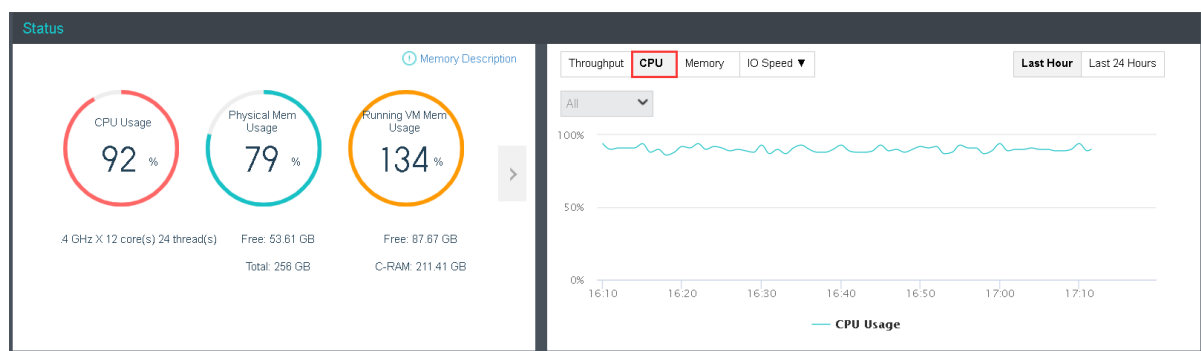 Status
Memory Description
CPU Usage
92 %
Physical Mem
Usage
79 %
Running VM Mem
Usage
134 %
.4 GHz X 12 core(s) 24 thread(s)
Free: 53.61 GB
Total: 256 GB
Free: 87.67 GB
C-RAM: 211.41 GB
>
Throughput CPU Memory IO Speed ▼
Last Hour Last 24 Hours
All
100%
50%
0%
16:10 16:20 16:30 16:40 16:50 17:00 17:10
CPU Usage